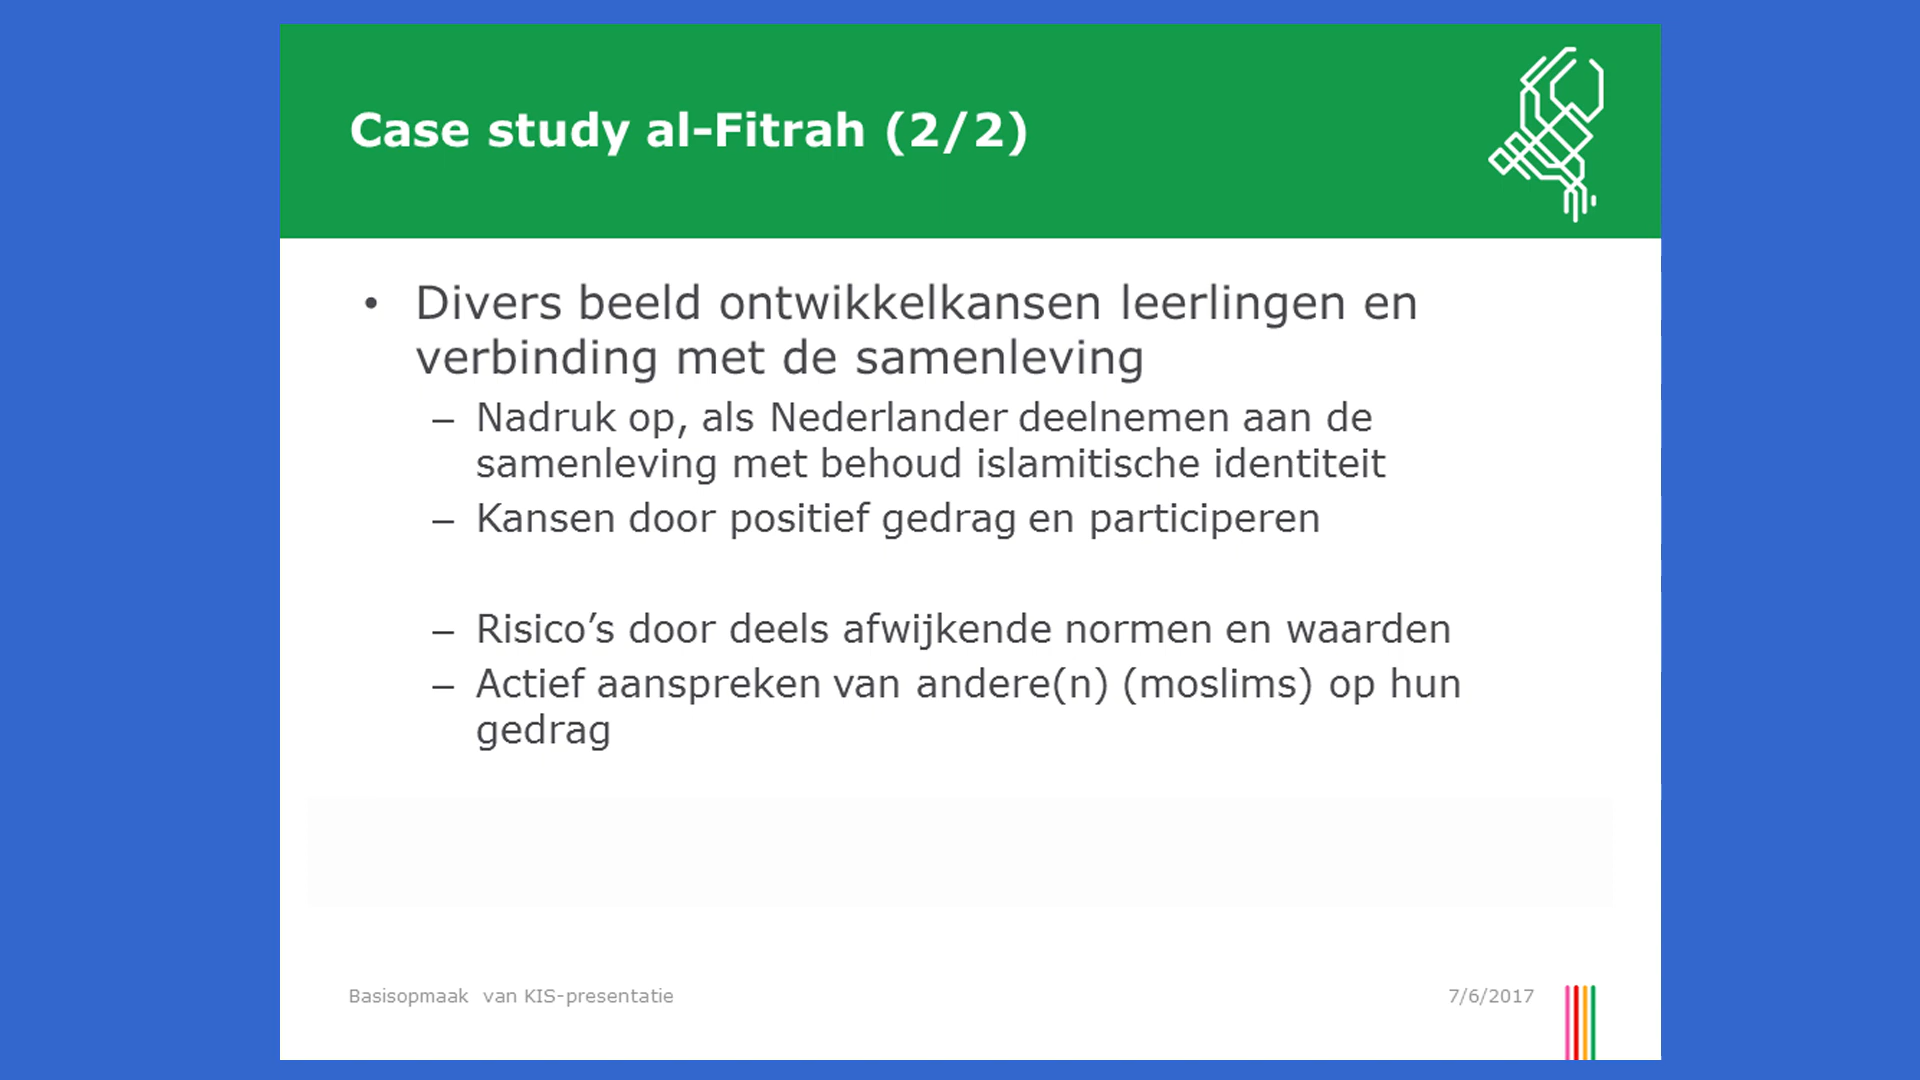 Case study al-Fitrah (2/2)
• Divers beeld ontwikkelkansen leerlingen en
verbinding met de samenleving
– Nadruk op, als Nederlander deelnemen aan de
samenleving met behoud islamitische identiteit
– Kansen door positief gedrag en participeren
– Risico’s door deels afwijkende normen en waarden
– Actief aanspreken van andere(n) (moslims) op hun
gedrag
Basisopmaak van KIS-presentatie
7/6/2017